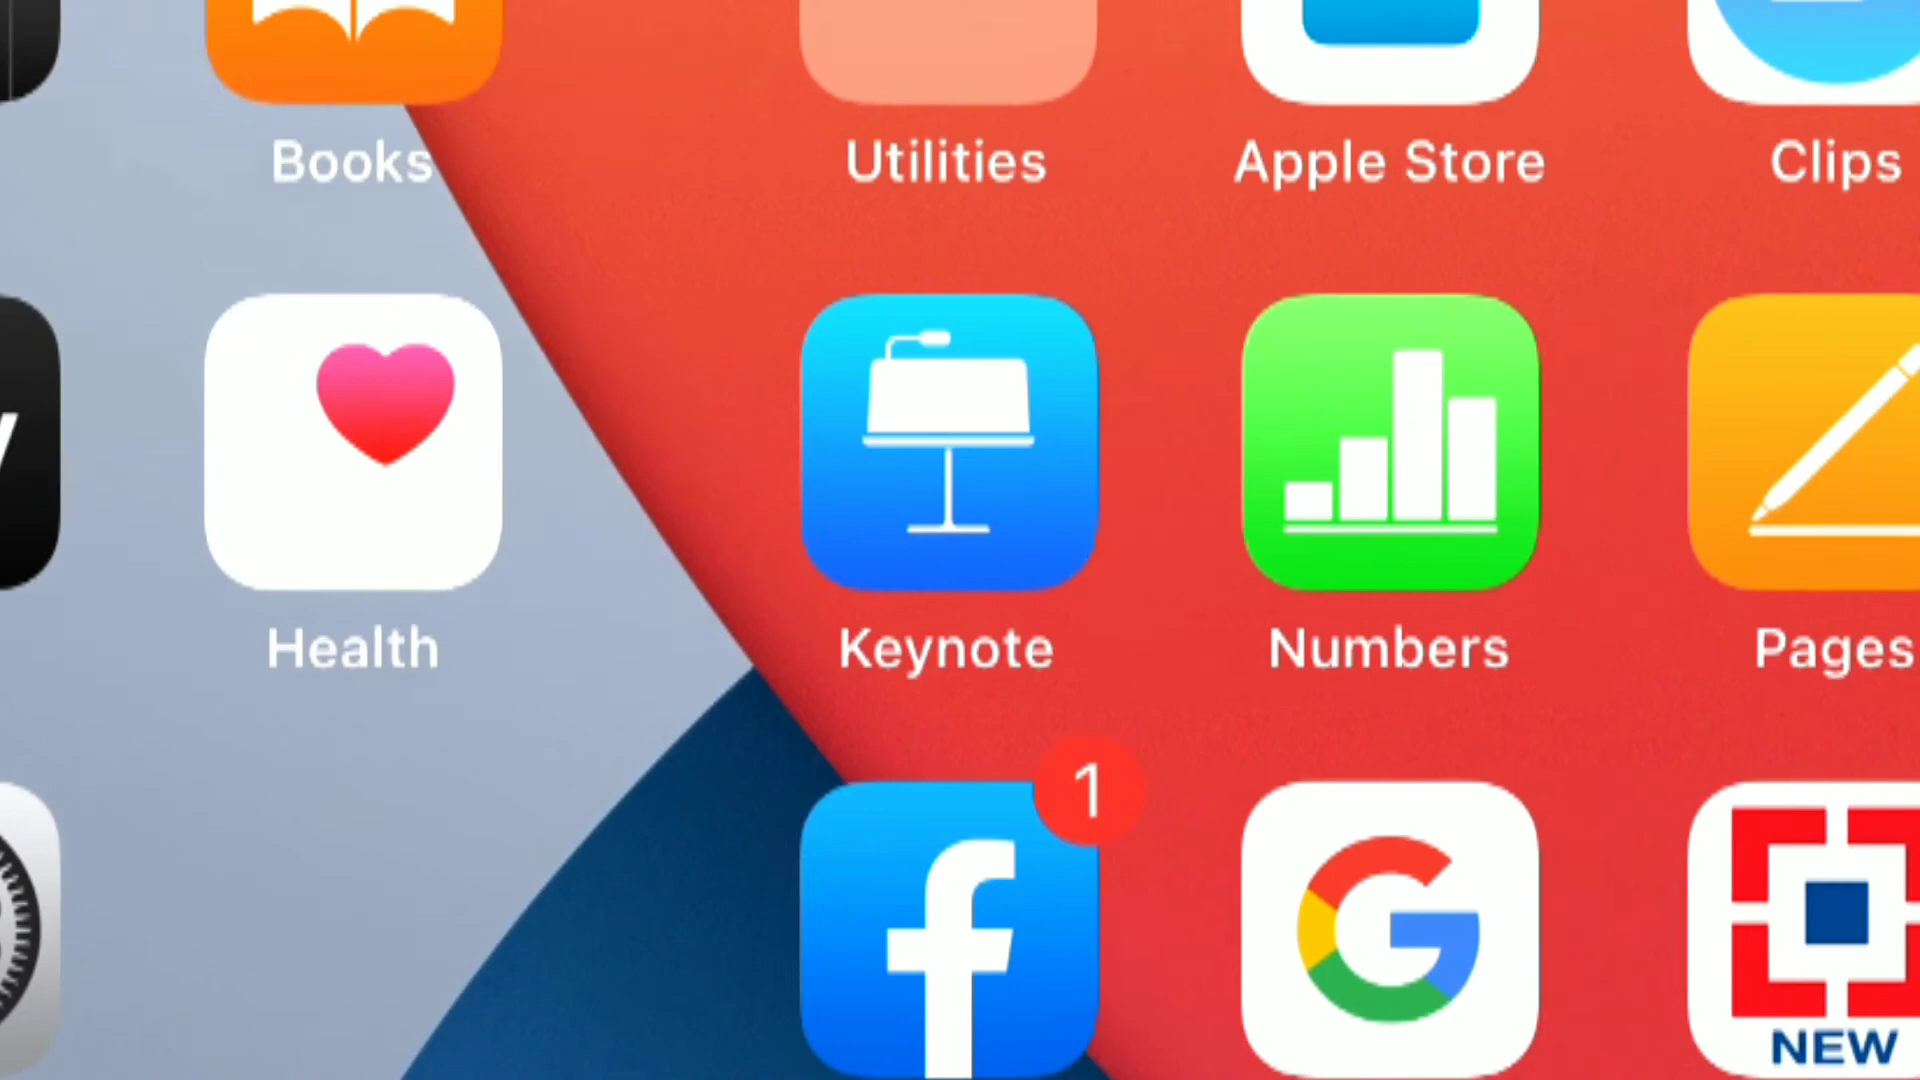 Books
Utilities
Apple Store
Clips
Health
Keynote
Numbers
Pages
1
NEW